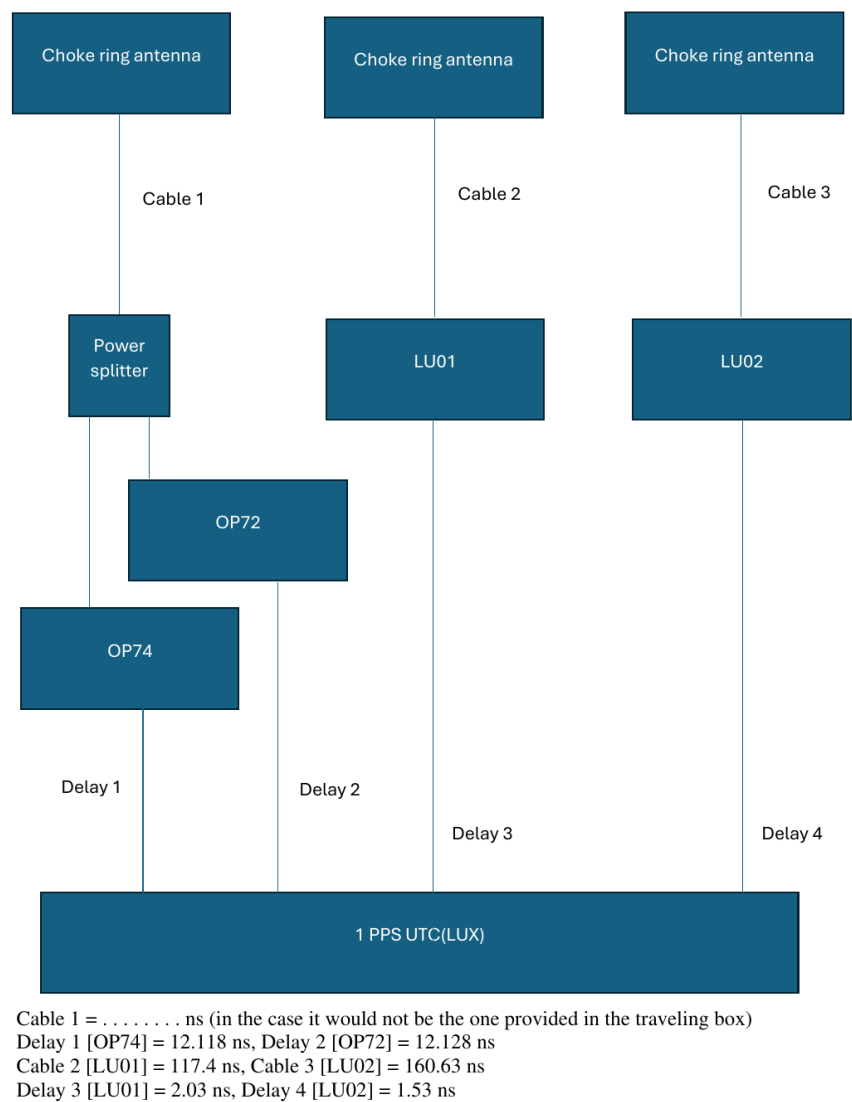 Choke ring antenna
Choke ring antenna
Choke ring antenna
Cable 1
Cable 2
Cable 3
Power
splitter
LU01
LU02
OP72
OP74
Delay 1
Delay 2
Delay 3
Delay 4
1 PPS UTC(LUX)
Cable 1 = . . . . . . . . ns (in the case it would not be the one provided in the traveling box)
Delay 1 [OP74] = 12.118 ns, Delay 2 [OP72] = 12.128 ns
Cable 2 [LU01] = 117.4 ns, Cable 3 [LU02] = 160.63 ns
Delay 3 [LU01] = 2.03 ns, Delay 4 [LU02] = 1.53 ns